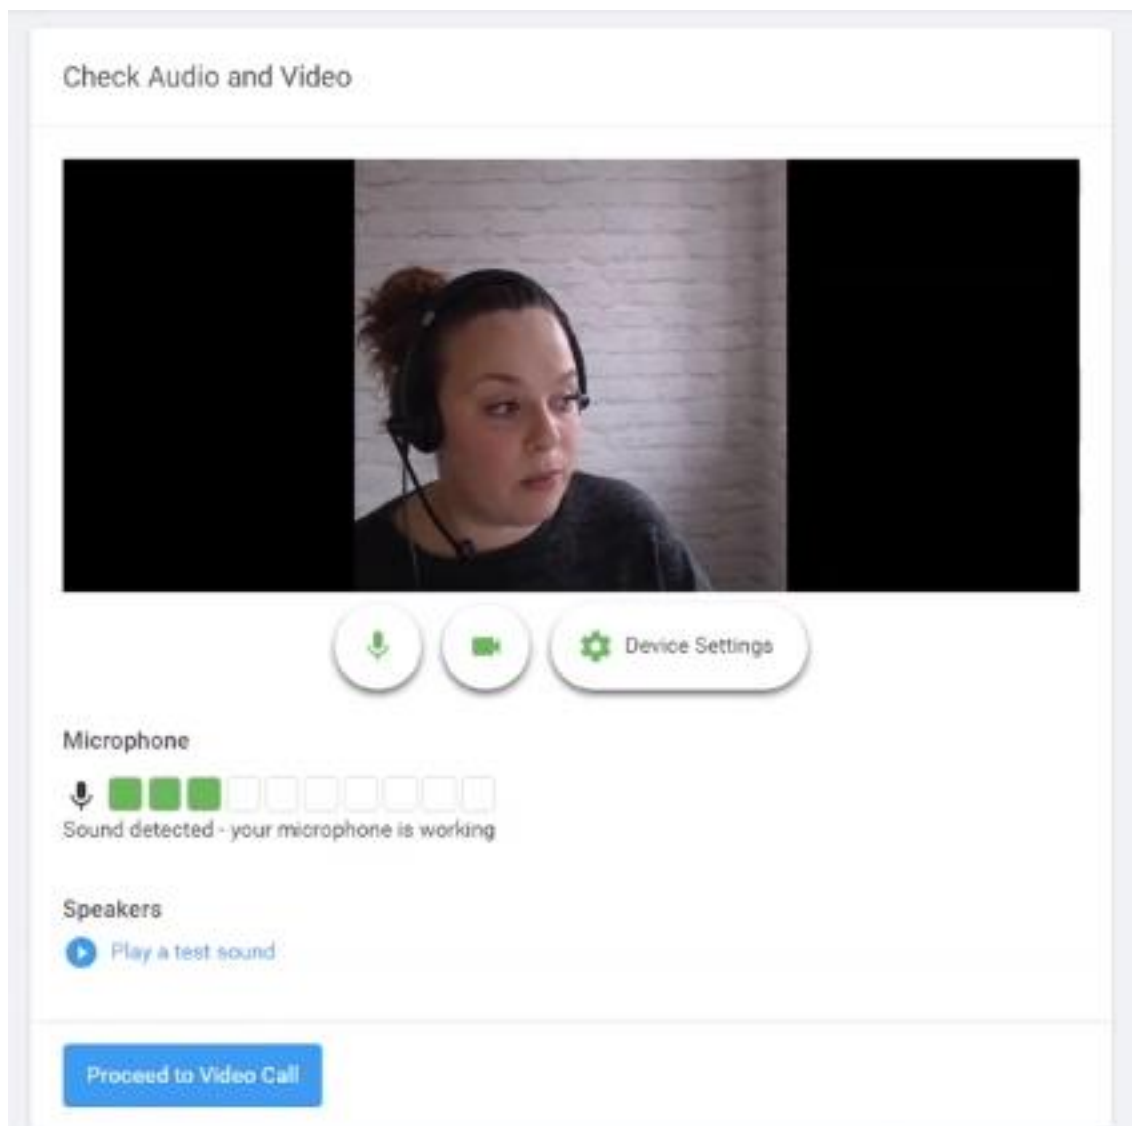 Check Audio and Video
Device Settings
Microphone
Sound detected - your microphone is working
Speakers
Play a test sound
Proceed to Video Call